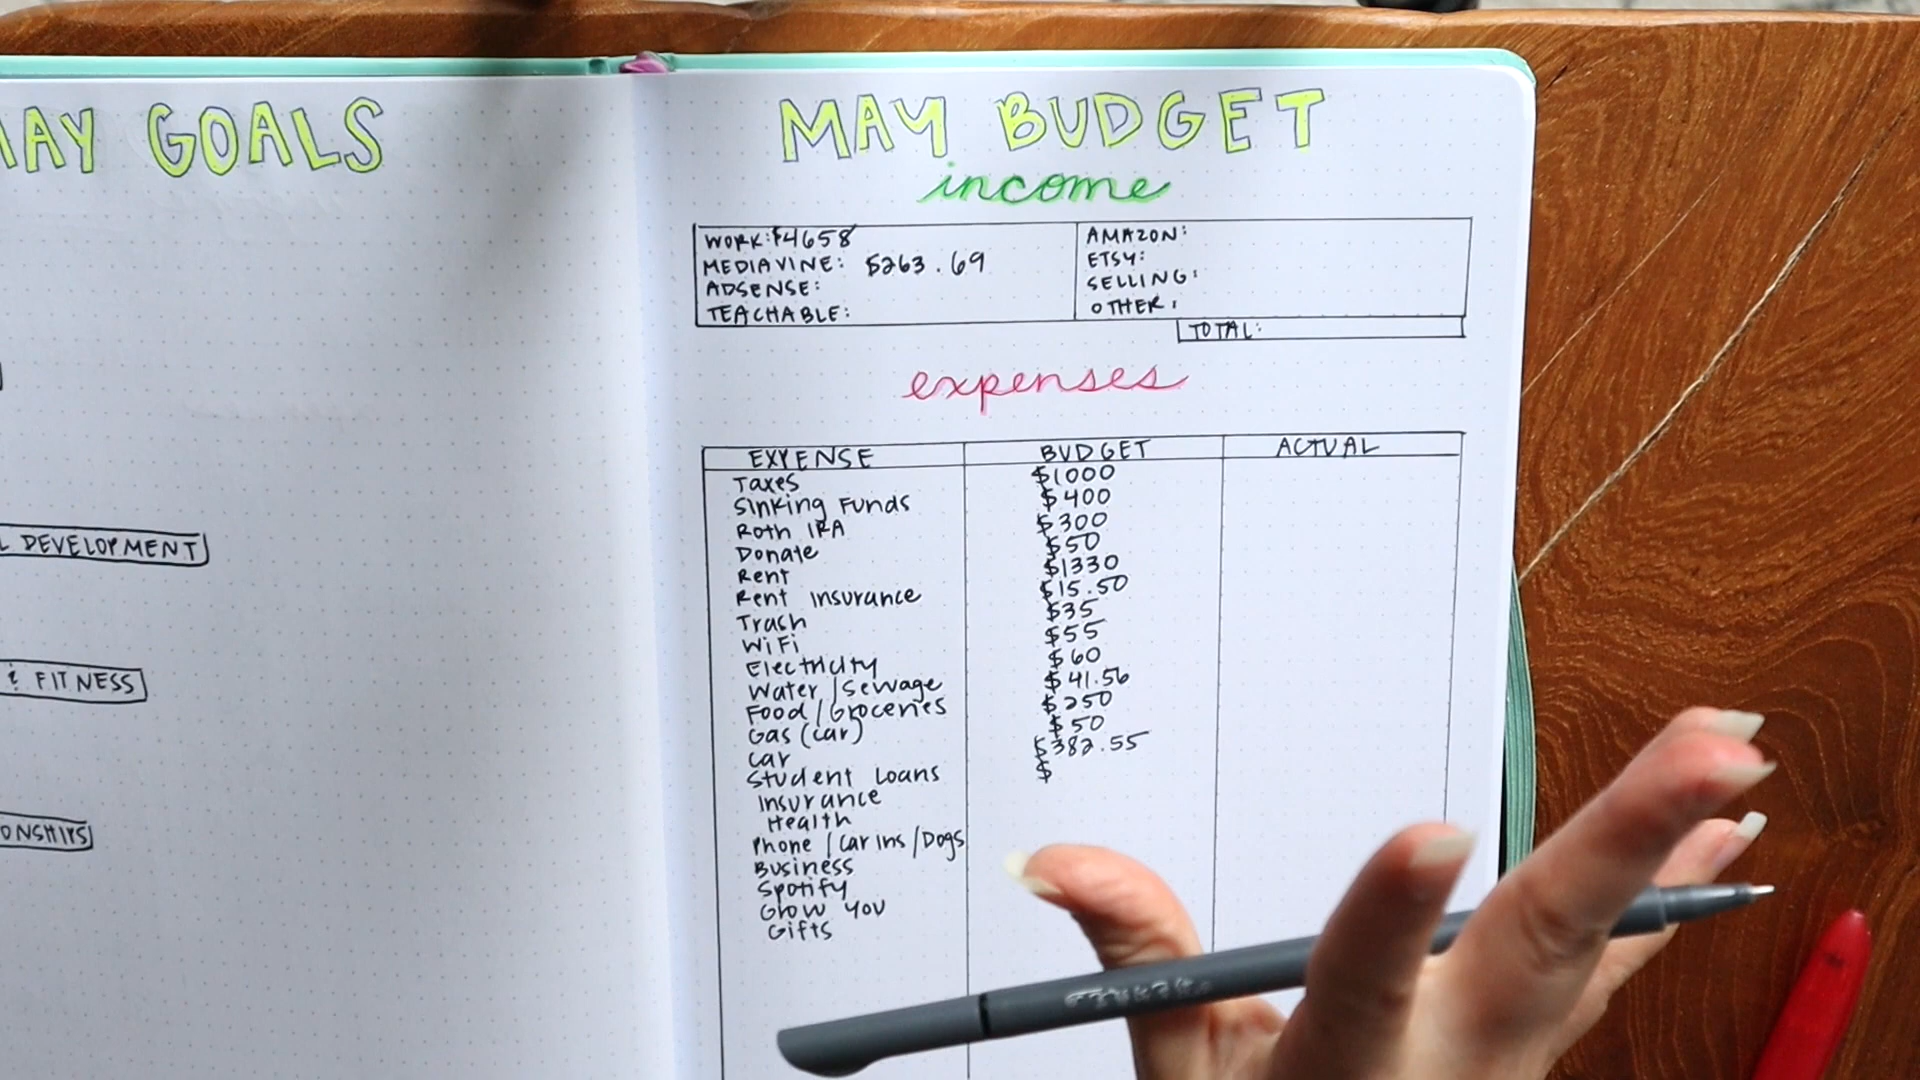 MAY GOALS
L DEVELOPMENT
& FITNESS
ONSHIPS
MAY BUDGET
income
WORK: $4658
MEDIAVINE: $263.69
ADSENSE:
TEACHABLE:
AMAZON:
ETSY:
SELLING:
OTHER:
TOTAL:
expenses
EXPENSE BUDGET ACTUAL
Taxes $1000
Sinking Funds $400
Roth IRA $300
Donate $50
Rent $1330
Rent Insurance $15.50
Trash $35
WiFi $55
Electricity $60
Water/Sewage $41.56
Food/Groceries $250
Gas (car) $50
Car $382.55
Student Loans $
Insurance
Health
Phone/Car ins/Dogs
Business
Spotify
Grow You
Gifts